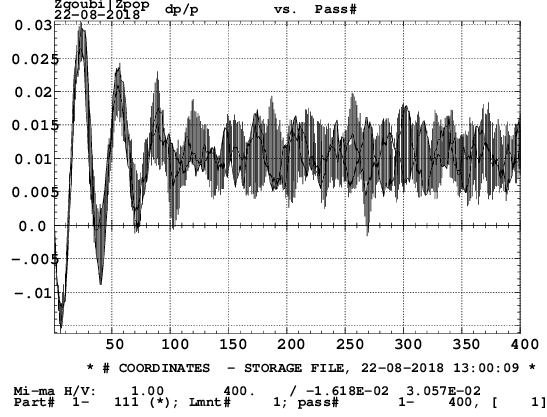 Zgoubi|Zpop
22-08-2018
dp/p vs. Pass#
0.03
0.025
0.02
0.015
0.01
0.005
0.0
-.005
-.01
50 100 150 200 250 300 350 400
* # COORDINATES - STORAGE FILE, 22-08-2018 13:00:09 *
Mi-ma H/V: 1.00 400. / -1.618E-02 3.057E-02
Part# 1- 111 (*); Lmnt# 1; pass# 1- 400, [ 1]